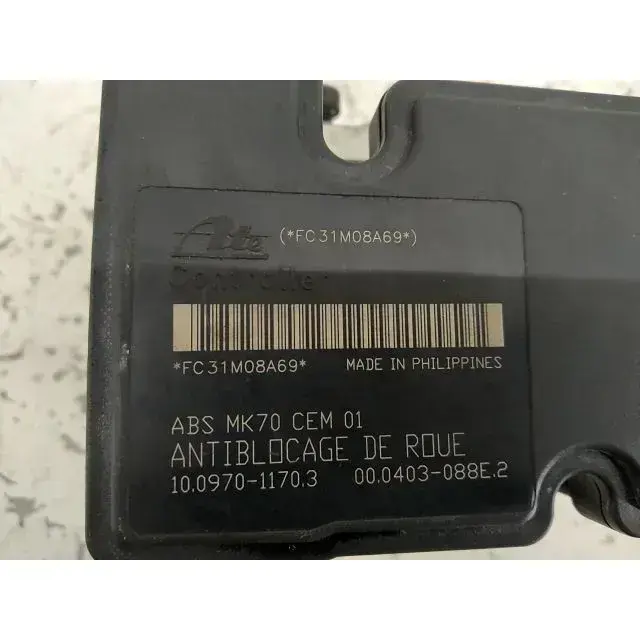 Ate (*FC31M08A69*)
Controller
*FC31M08A69* MADE IN PHILIPPINES
ABS MK70 CEM 01
ANTIBLOCAGE DE ROUE
10.0970-1170.3 00.0403-088E.2